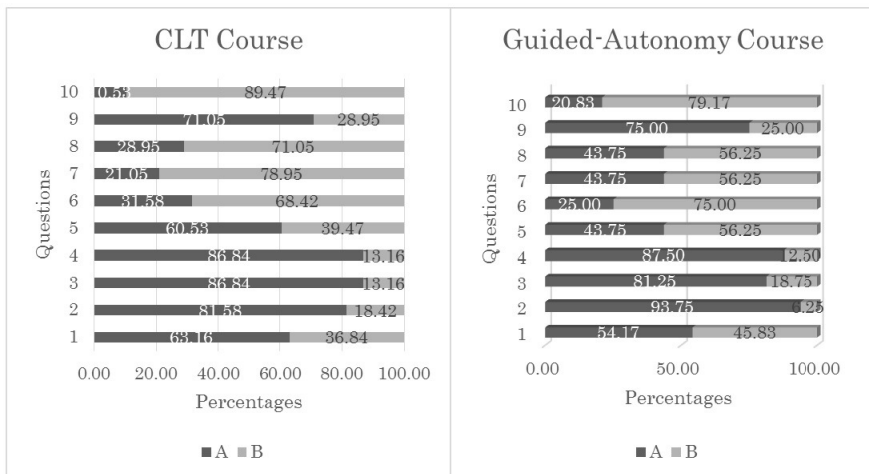 CLT Course
Questions
10 0.53 89.47
9 71.05 28.95
8 28.95 71.05
7 21.05 78.95
6 31.58 68.42
5 60.53 39.47
4 86.84 13.16
3 86.84 13.16
2 81.58 18.42
1 63.16 36.84
0.00 20.00 40.00 60.00 80.00 100.00
Percentages
A B
Guided-Autonomy Course
Questions
10 20.83 79.17
9 75.00 25.00
8 43.75 56.25
7 43.75 56.25
6 25.00 75.00
5 43.75 56.25
4 87.50 12.50
3 81.25 18.75
2 93.75 6.25
1 54.17 45.83
0.00 50.00 100.00
Percentages
A B